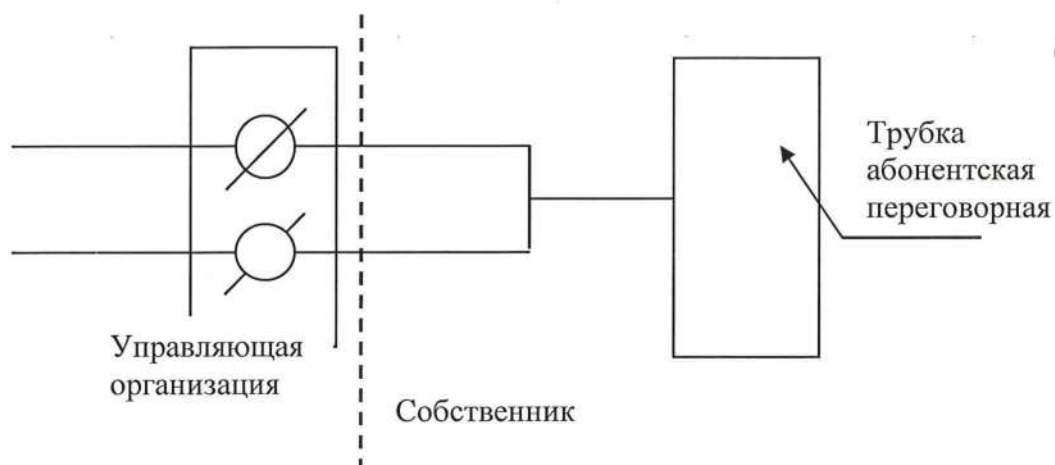 Трубка
абонентская
переговорная
Управляющая
организация
Собственник